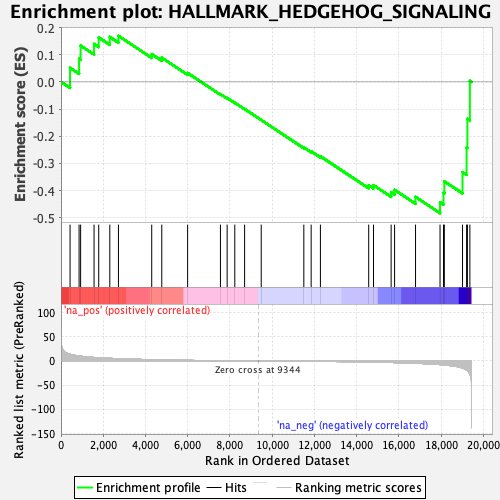 Enrichment plot: HALLMARK_HEDGEHOG_SIGNALING
Enrichment score (ES)
0.2
0.1
0.0
-0.1
-0.2
-0.3
-0.4
-0.5
'na_pos' (positively correlated)
Ranked list metric (PreRanked)
100
50
0
-50
-100
-150
Zero cross at 9344
'na_neg' (negatively correlated)
0 2,000 4,000 6,000 8,000 10,000 12,000 14,000 16,000 18,000 20,000
Rank in Ordered Dataset
Enrichment profile Hits Ranking metric scores